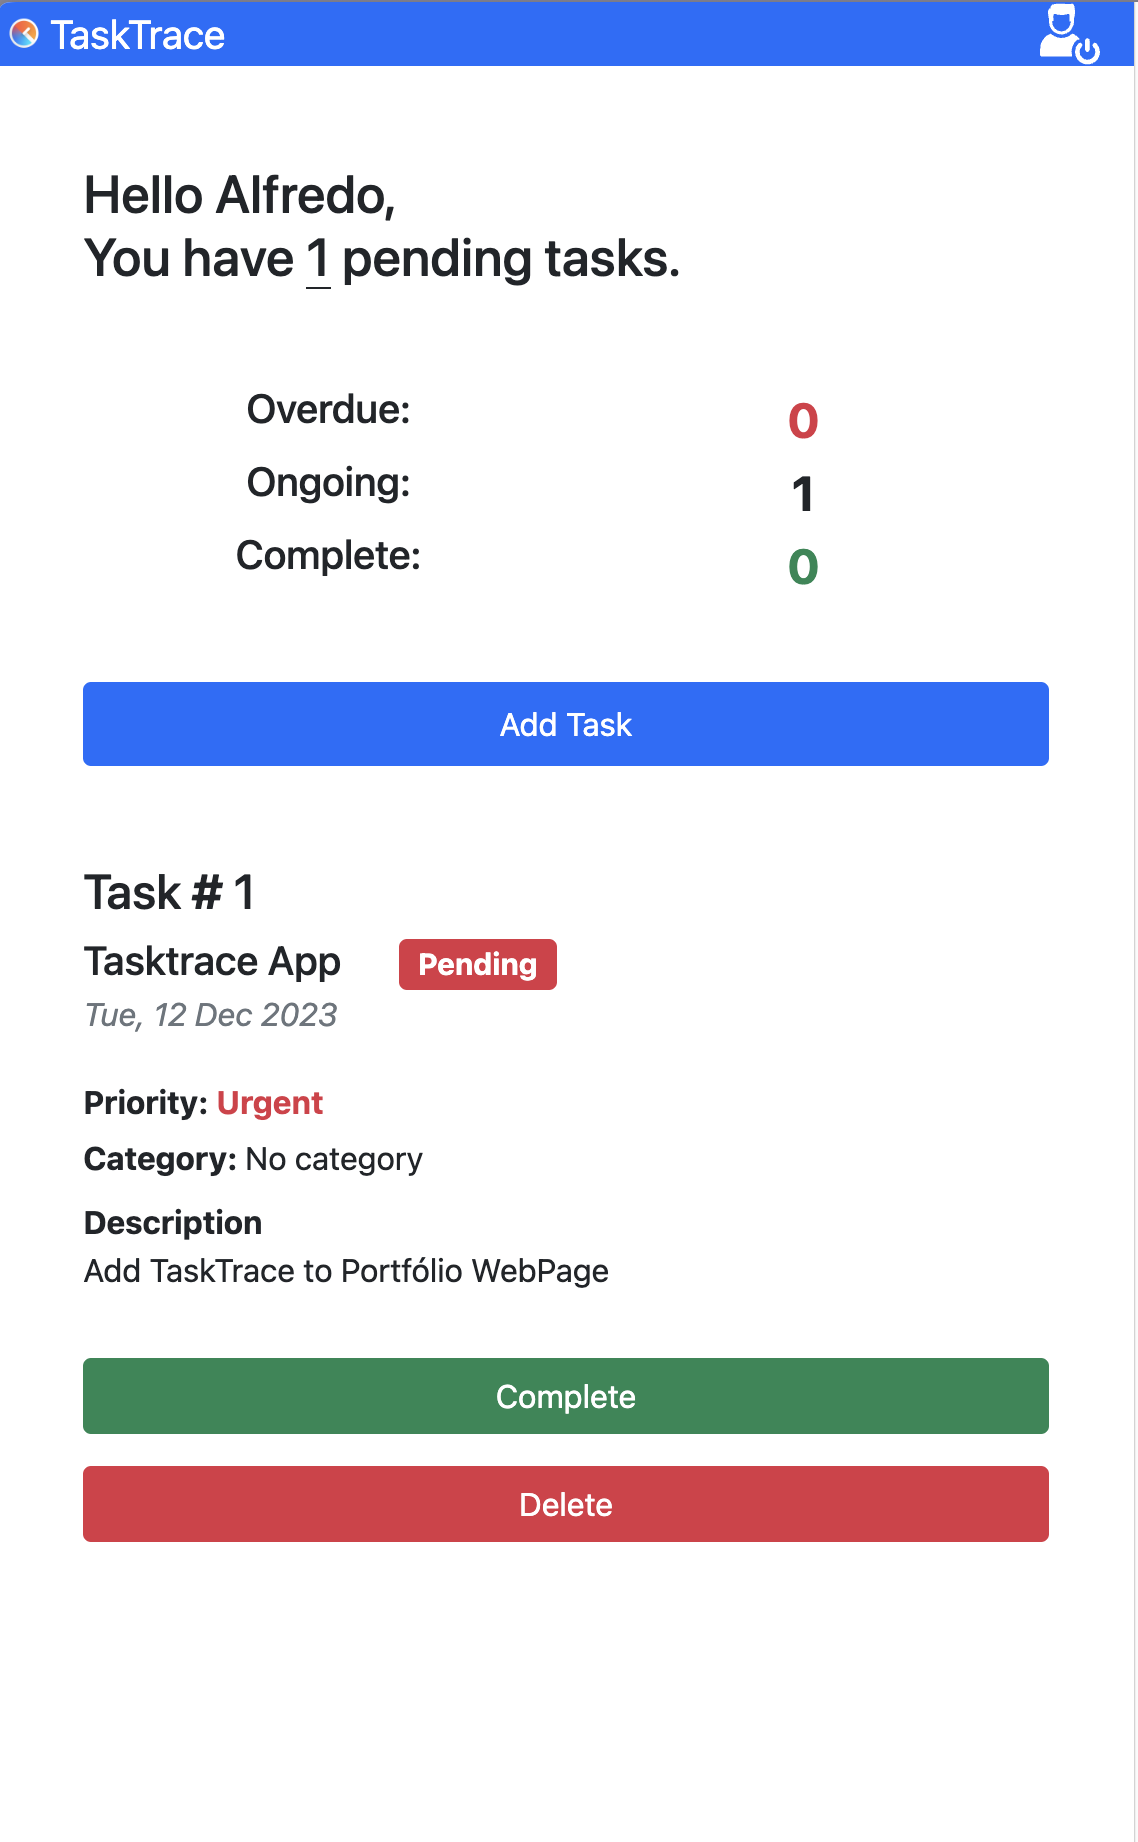 TaskTrace
Hello Alfredo,
You have 1 pending tasks.
Overdue: 0
Ongoing: 1
Complete: 0
Add Task
Task # 1
Tasktrace App Pending
Tue, 12 Dec 2023
Priority: Urgent
Category: No category
Description
Add TaskTrace to Portfólio WebPage
Complete
Delete